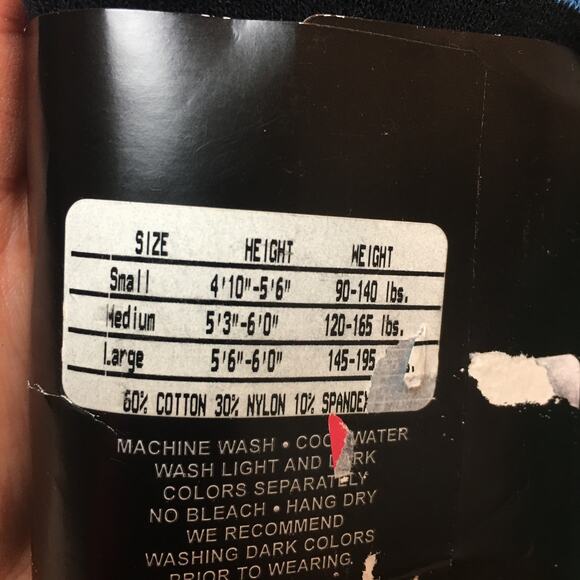 SIZE HEIGHT WEIGHT
Small 4'10"-5'6" 90-140 lbs.
Medium 5'3"-6'0" 120-165 lbs.
Large 5'6"-6'0" 145-195
60% COTTON 30% NYLON 10% SPANDEX
MACHINE WASH • COOL WATER
WASH LIGHT AND DARK
COLORS SEPARATELY
NO BLEACH • HANG DRY
WE RECOMMEND
WASHING DARK COLORS
PRIOR TO WEARING.